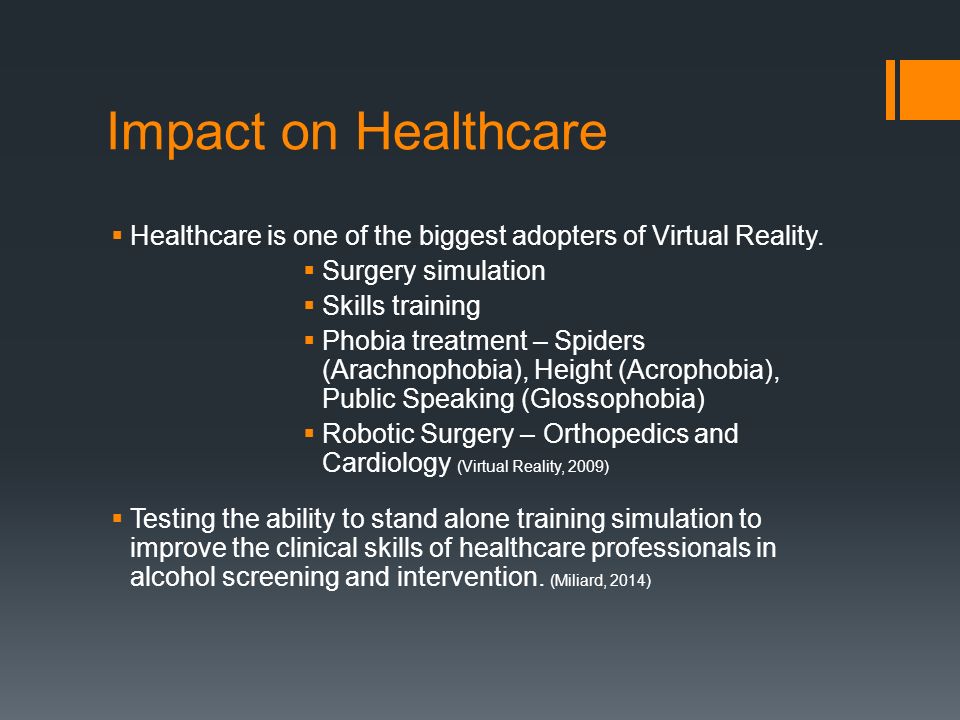 Impact on Healthcare
▪ Healthcare is one of the biggest adopters of Virtual Reality.
▪ Surgery simulation
▪ Skills training
▪ Phobia treatment – Spiders
(Arachnophobia), Height (Acrophobia),
Public Speaking (Glossophobia)
▪ Robotic Surgery – Orthopedics and
Cardiology (Virtual Reality, 2009)
▪ Testing the ability to stand alone training simulation to
improve the clinical skills of healthcare professionals in
alcohol screening and intervention. (Miliard, 2014)